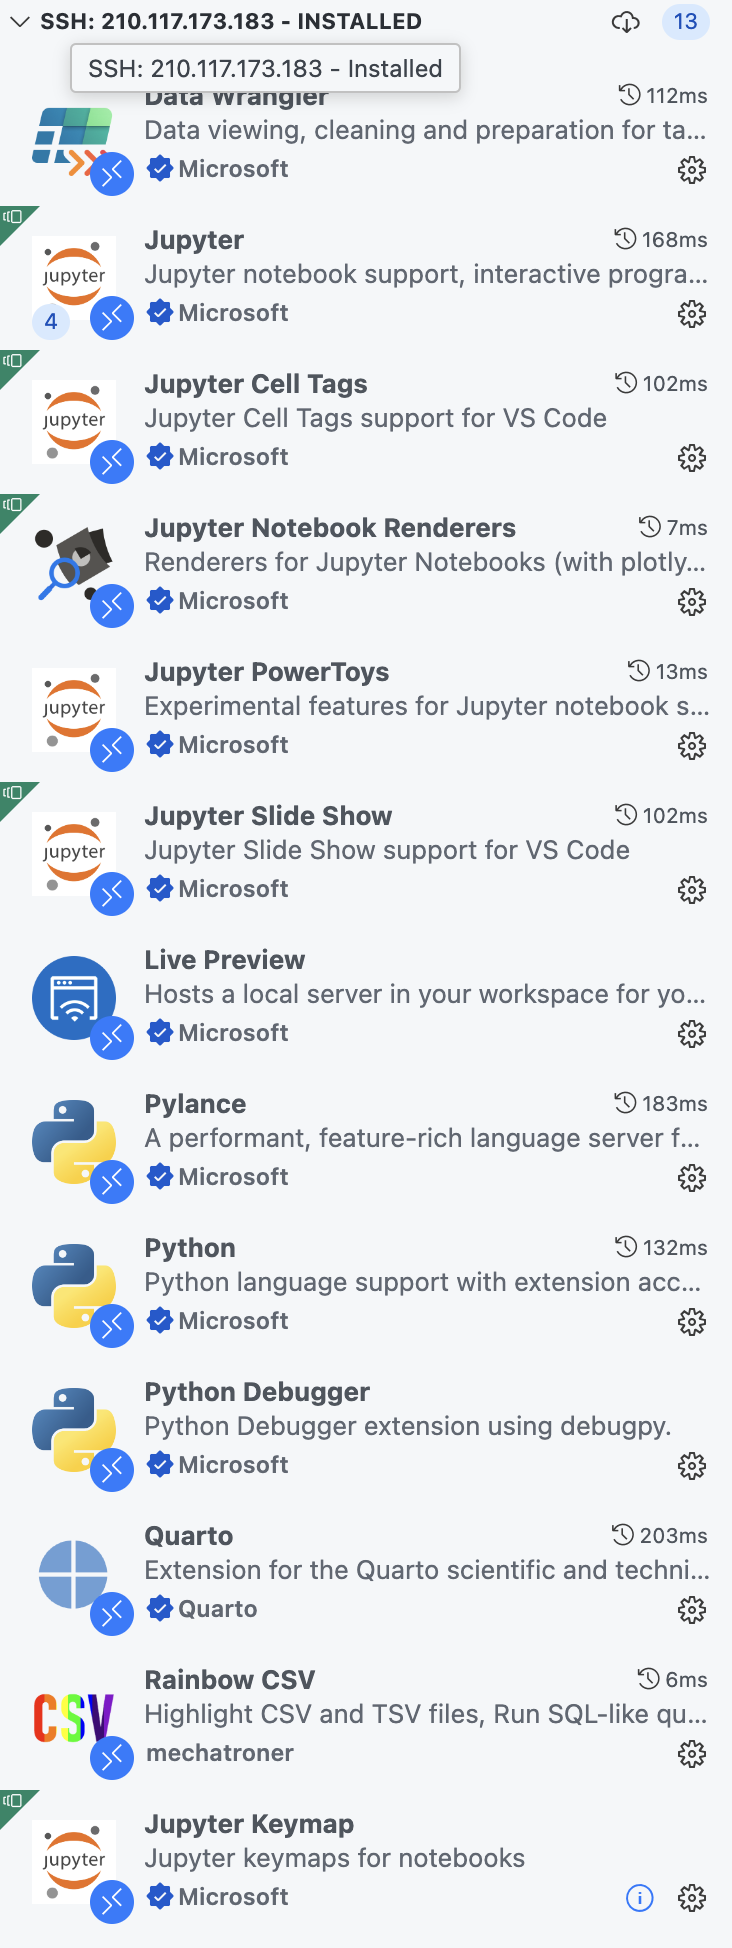 SSH: 210.117.173.183 - INSTALLED
13
SSH: 210.117.173.183 - Installed
Data Wrangler
112ms
Data viewing, cleaning and preparation for ta...
Microsoft
Jupyter
168ms
Jupyter notebook support, interactive progra...
Microsoft
jupyter
4
Jupyter Cell Tags
102ms
Jupyter Cell Tags support for VS Code
Microsoft
jupyter
Jupyter Notebook Renderers
7ms
Renderers for Jupyter Notebooks (with plotly...
Microsoft
Jupyter PowerToys
13ms
Experimental features for Jupyter notebook s...
Microsoft
jupyter
Jupyter Slide Show
102ms
Jupyter Slide Show support for VS Code
Microsoft
jupyter
Live Preview
Hosts a local server in your workspace for yo...
Microsoft
Pylance
183ms
A performant, feature-rich language server f...
Microsoft
Python
132ms
Python language support with extension acc...
Microsoft
Python Debugger
Python Debugger extension using debugpy.
Microsoft
Quarto
203ms
Extension for the Quarto scientific and techni...
Quarto
Rainbow CSV
6ms
Highlight CSV and TSV files, Run SQL-like qu...
CSV
mechatroner
Jupyter Keymap
Jupyter keymaps for notebooks
jupyter
Microsoft